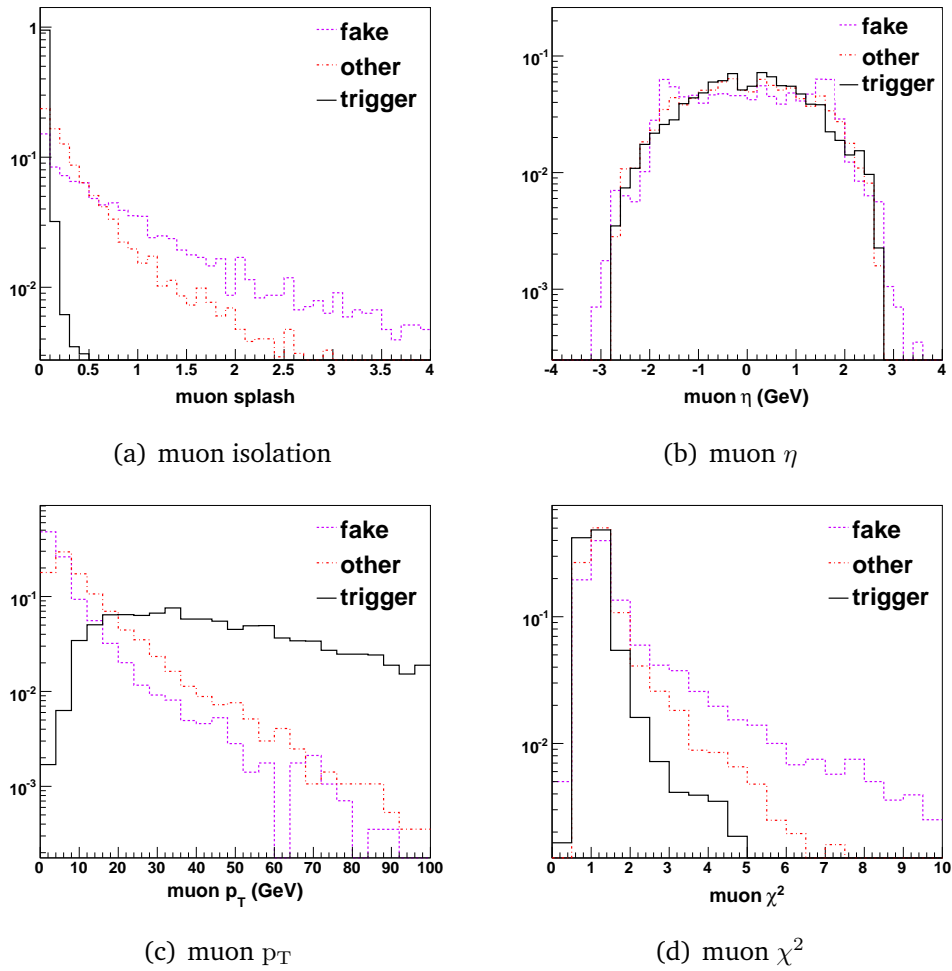 1
10⁻¹
10⁻²
fake
other
trigger
0 0.5 1 1.5 2 2.5 3 3.5 4
muon splash
(a) muon isolation
10⁻¹
10⁻²
10⁻³
fake
other
trigger
-4 -3 -2 -1 0 1 2 3 4
muon η (GeV)
(b) muon η
10⁻¹
10⁻²
10⁻³
fake
other
trigger
0 10 20 30 40 50 60 70 80 90 100
muon p_T (GeV)
(c) muon p_T
10⁻¹
10⁻²
fake
other
trigger
0 1 2 3 4 5 6 7 8 9 10
muon χ²
(d) muon χ²